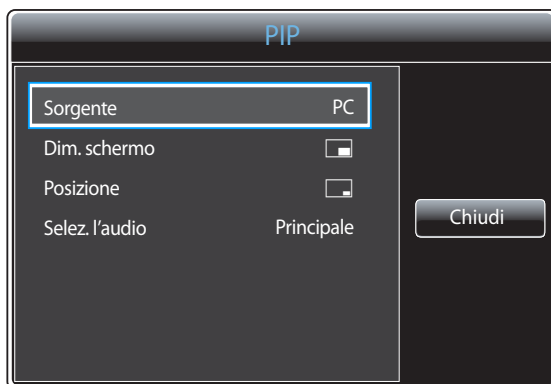 PIP
Sorgente PC
Dim. schermo
Posizione
Selez. l’audio Principale
Chiudi